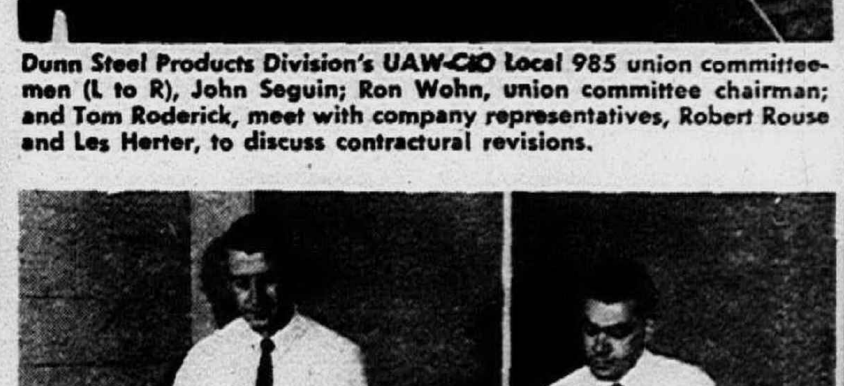 Dunn Steel Products Division's UAW-CIO Local 985 union committee-
men (L to R), John Seguin; Ron Wohn, union committee chairman;
and Tom Roderick, meet with company representatives, Robert Rouse
and Les Herter, to discuss contractural revisions.